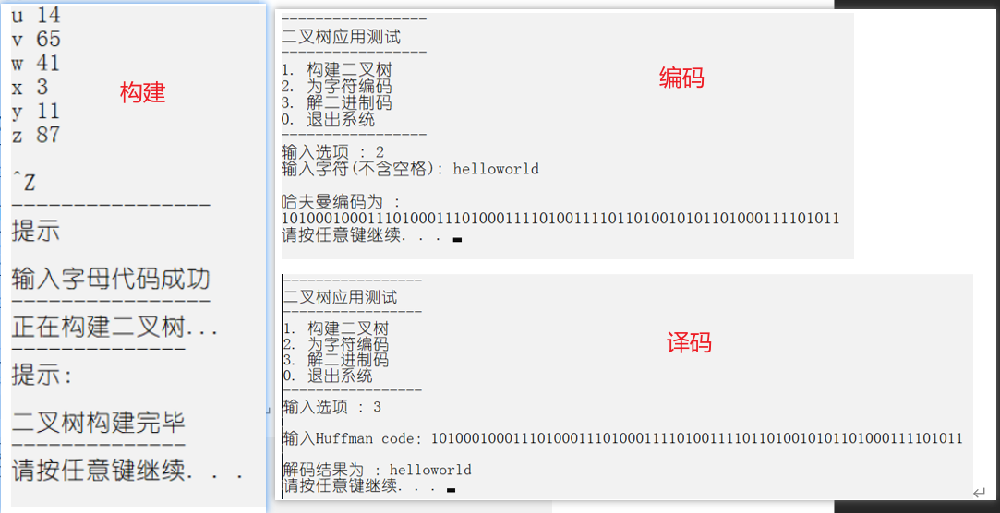 u 14
v 65
w 41
x 3
y 11
z 87
构建
^Z
-----------------
提示
输入字母代码成功
-----------------
正在构建二叉树...
---------------
提示:
二叉树构建完毕
---------------
请按任意键继续. . .
-----------------
二叉树应用测试
-----------------
1. 构建二叉树
2. 为字符编码
3. 解二进制码
0. 退出系统
-----------------
编码
输入选项 : 2
输入字符(不含空格): helloworld
哈夫曼编码为 :
1010001000111010001110100011110100111101101001010110100011110​1011
请按任意键继续. . .
-----------------
二叉树应用测试
-----------------
1. 构建二叉树
2. 为字符编码
3. 解二进制码
0. 退出系统
-----------------
译码
输入选项 : 3
输入Huffman code: 10100010001110100011101000111101001111011010010101101000111101011
解码结果为 : helloworld
请按任意键继续. . .